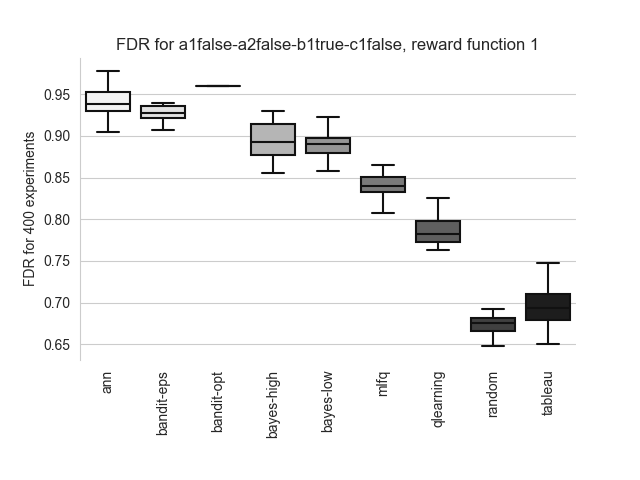 FDR for a1false-a2false-b1true-c1false, reward function 1
FDR for 400 experiments
0.95
0.90
0.85
0.80
0.75
0.70
0.65
ann
bandit-eps
bandit-opt
bayes-high
bayes-low
mlfq
qlearning
random
tableau